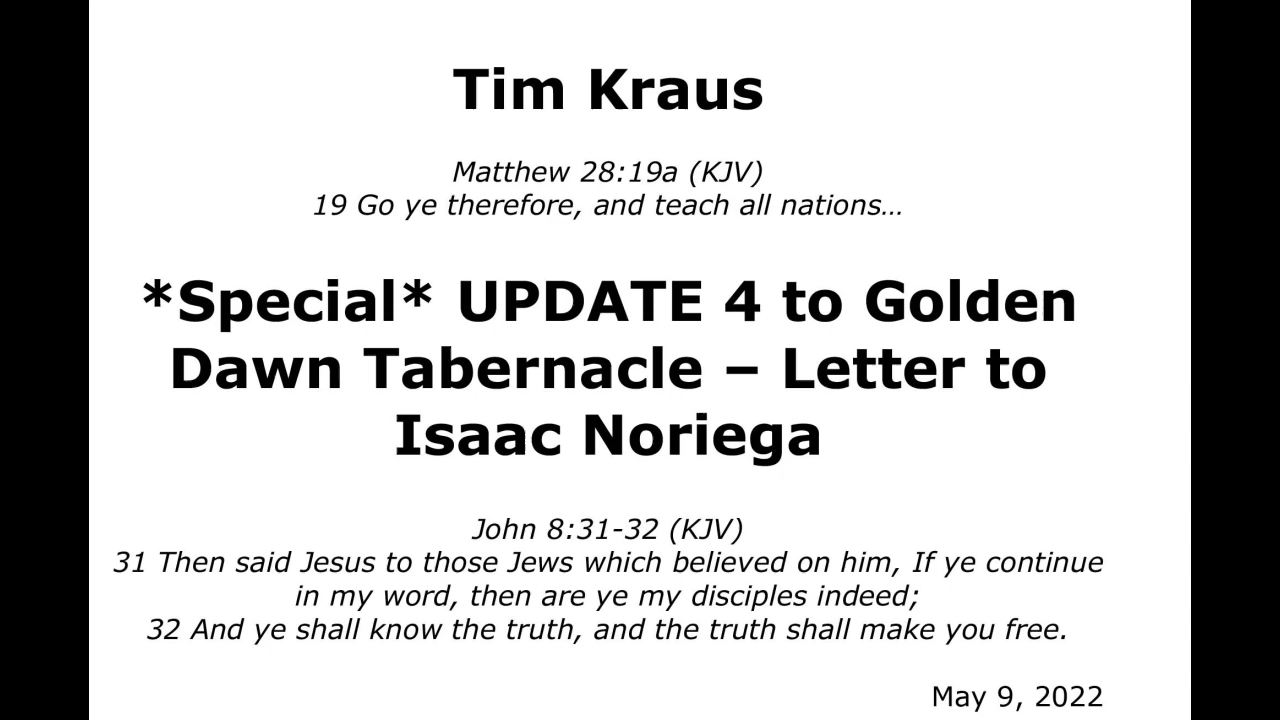 Tim Kraus
Matthew 28:19a (KJV)
19 Go ye therefore, and teach all nations…
*Special* UPDATE 4 to Golden
Dawn Tabernacle – Letter to
Isaac Noriega
John 8:31-32 (KJV)
31 Then said Jesus to those Jews which believed on him, If ye continue
in my word, then are ye my disciples indeed;
32 And ye shall know the truth, and the truth shall make you free.
May 9, 2022